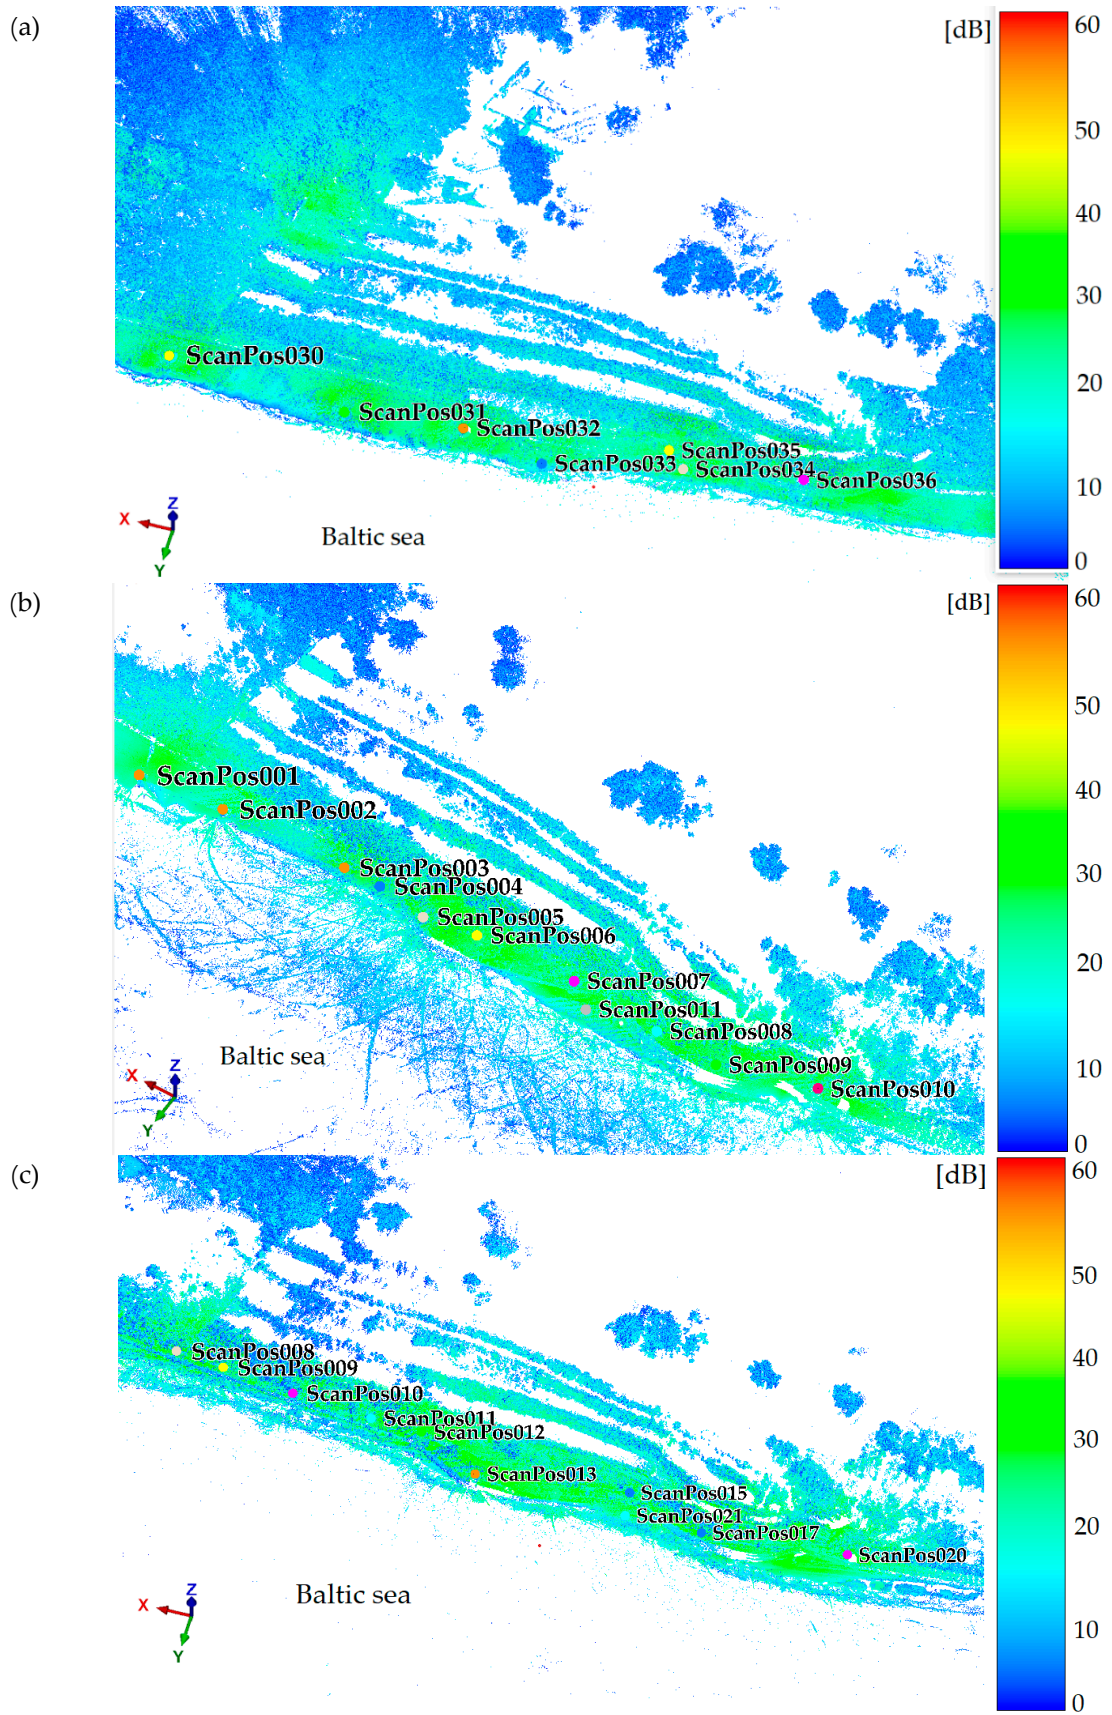 (a)
[dB]
60
50
40
30
20
10
0
ScanPos030
ScanPos031
ScanPos032
ScanPos035
ScanPos033
ScanPos034
ScanPos036
Z
X
Y
Baltic sea
(b)
[dB]
60
50
40
30
20
10
0
ScanPos001
ScanPos002
ScanPos003
ScanPos004
ScanPos005
ScanPos006
ScanPos007
ScanPos011
ScanPos008
ScanPos009
ScanPos010
Baltic sea
Z
X
Y
(c)
[dB]
60
50
40
30
20
10
0
ScanPos008
ScanPos009
ScanPos010
ScanPos011
ScanPos012
ScanPos013
ScanPos015
ScanPos021
ScanPos017
ScanPos020
Z
X
Y
Baltic sea